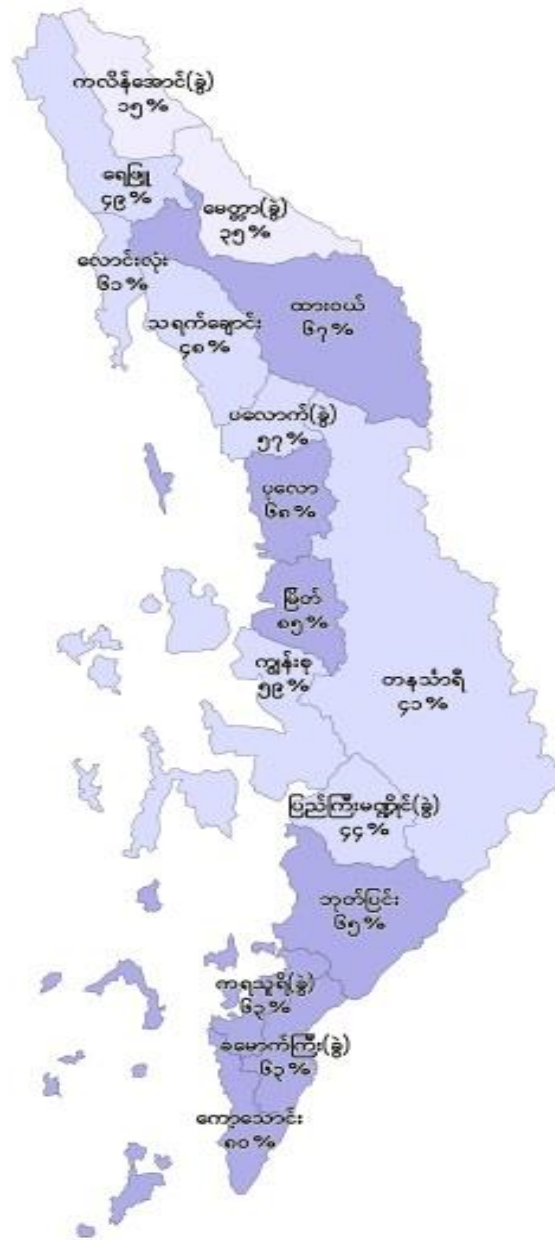 ကလိန်အောင်(ခွဲ)
၁၅%
ရေဖြူ
၄၉%
မေတ္တာ(ခွဲ)
၃၅%
လောင်းလုံး
၆၁%
ထားဝယ်
၆၇%
သရက်ချောင်း
၄၈%
ပလောက်(ခွဲ)
၅၇%
ပုလော
၆၈%
မြိတ်
၈၅%
ကျွန်းစု
၅၉%
တနင်္သာရီ
၄၁%
ပြည်ကြီးမဏ္ဍိုင်(ခွဲ)
၄၄%
ဘုတ်ပြင်း
၆၅%
ကရသူရိ(ခွဲ)
၆၃%
ခမောက်ကြီး(ခွဲ)
၆၃%
ကော့သောင်း
၈၀%